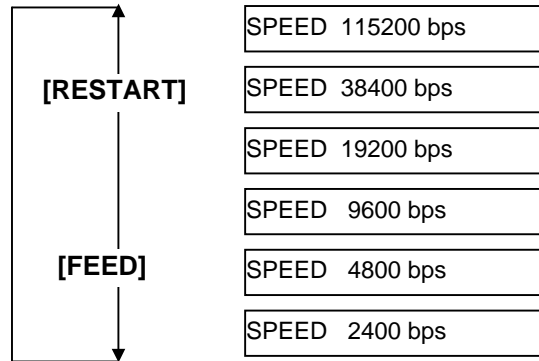 SPEED 115200 bps
[RESTART]
SPEED 38400 bps
SPEED 19200 bps
SPEED 9600 bps
[FEED]
SPEED 4800 bps
SPEED 2400 bps